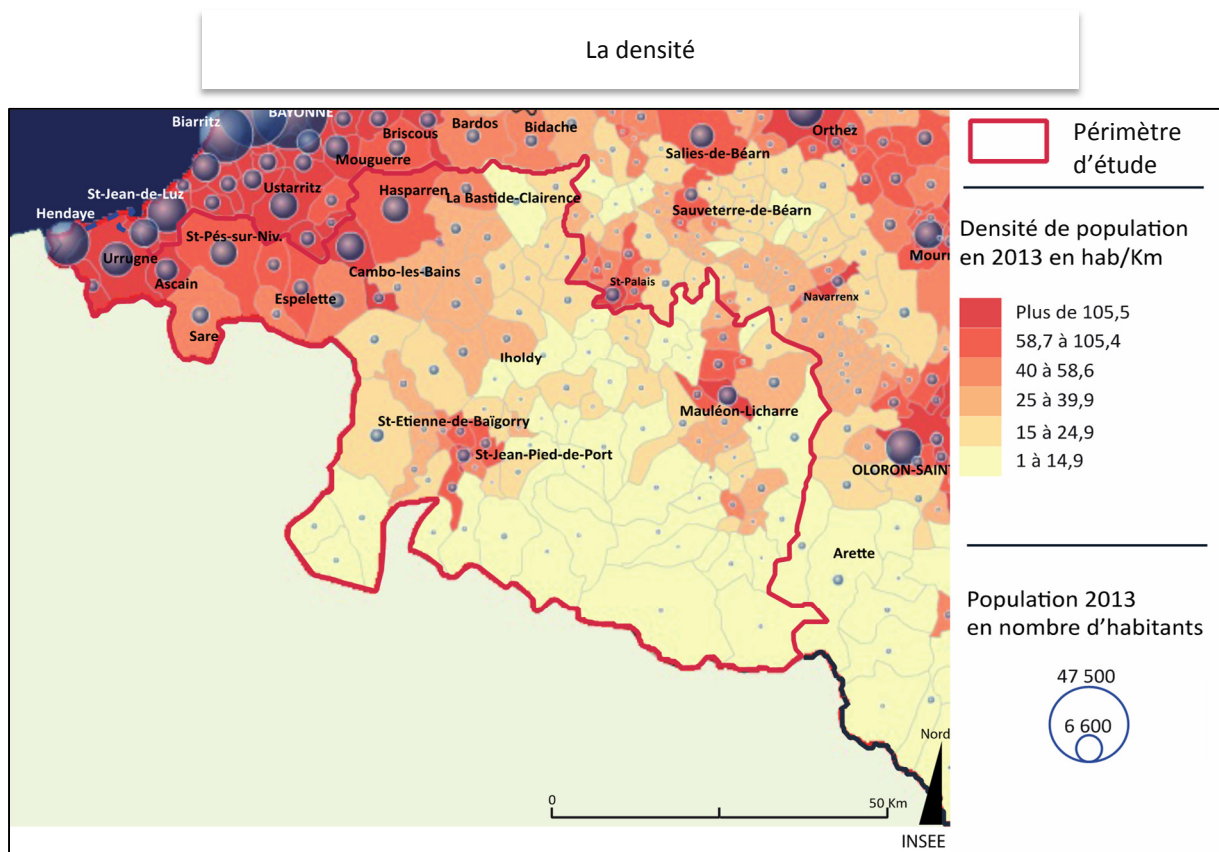 La densité
Biarritz
BAYONNE
Briscous
Bardos
Bidache
Orthez
Mouguerre
Salies-de-Béarn
St-Jean-de-Luz
Ustarritz
Hasparren
La Bastide-Clairence
Hendaye
Sauveterre-de-Béarn
St-Pés-sur-Niv.
Urrugne
Cambo-les-Bains
Mourr
Ascain
Espelette
St-Palais
Navarrenx
Sare
Iholdy
Mauléon-Licharre
St-Etienne-de-Baïgorry
St-Jean-Pied-de-Port
OLORON-SAINT
Arette
Nord
0
50 Km
INSEE
Périmètre
d'étude
Densité de population
en 2013 en hab/Km
Plus de 105,5
58,7 à 105,4
40 à 58,6
25 à 39,9
15 à 24,9
1 à 14,9
Population 2013
en nombre d'habitants
47 500
6 600